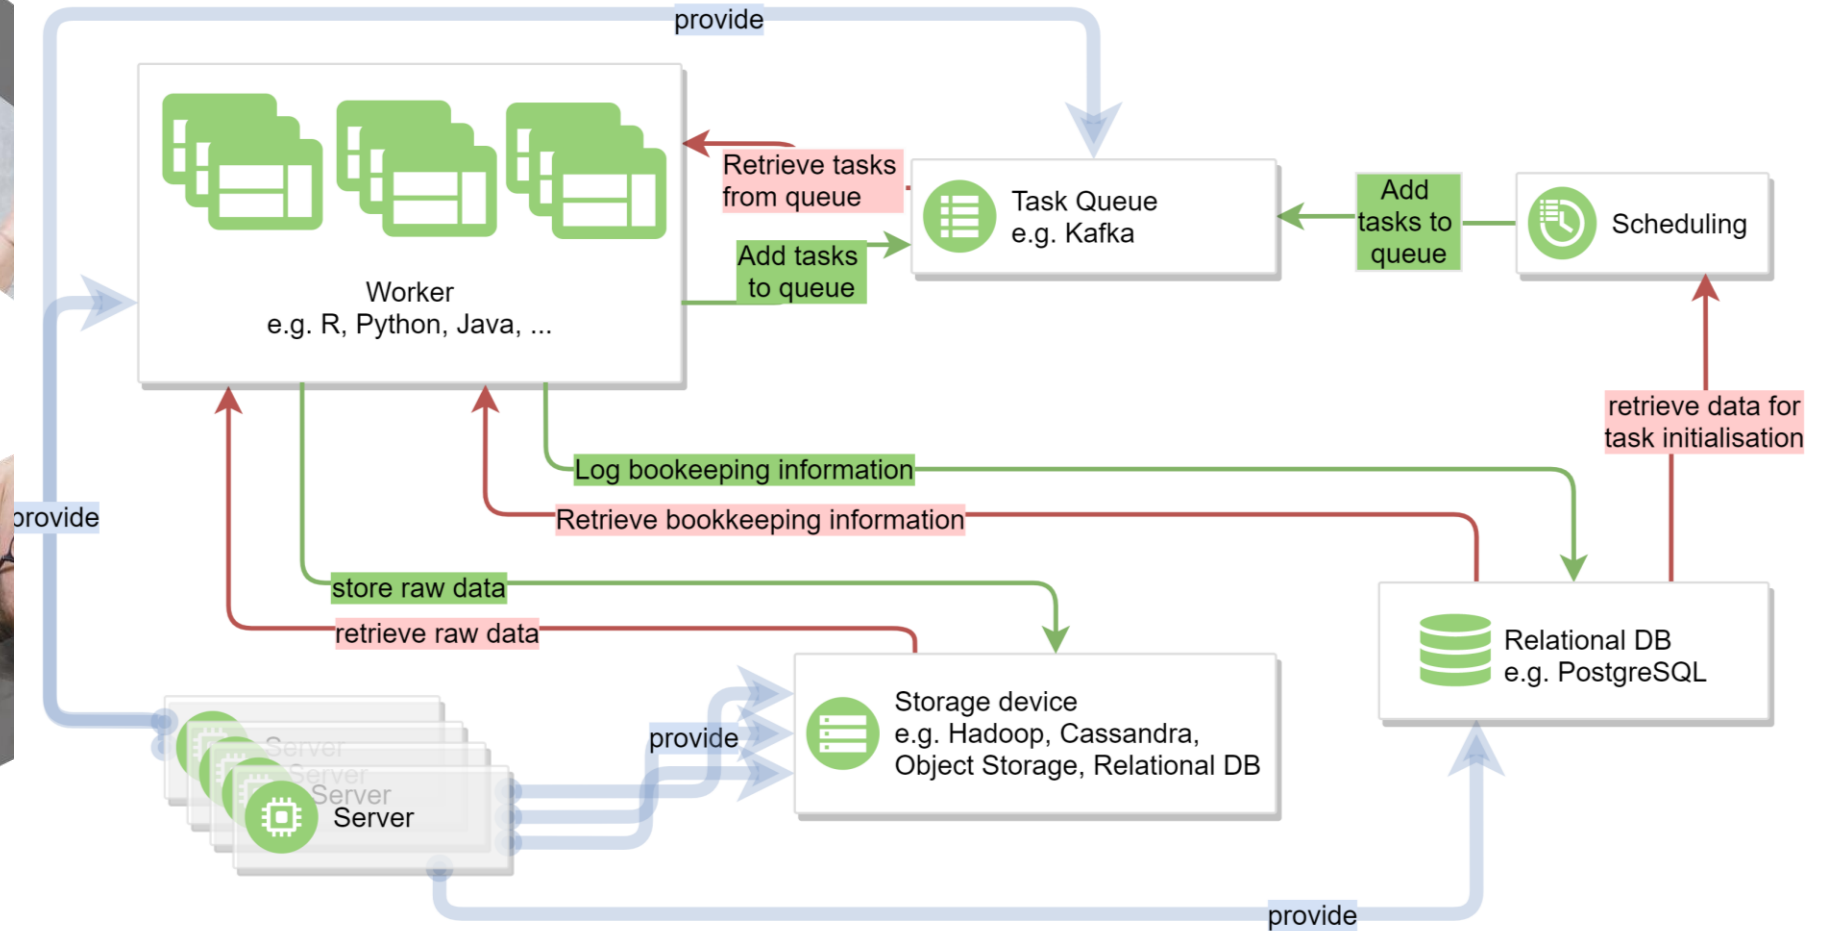 provide
Retrieve tasks
from queue
Task Queue
e.g. Kafka
Add
tasks to
queue
Scheduling
Add tasks
to queue
Worker
e.g. R, Python, Java, ...
retrieve data for
task initialisation
Log bookeeping information
Retrieve bookkeeping information
provide
store raw data
retrieve raw data
Relational DB
e.g. PostgreSQL
Storage device
e.g. Hadoop, Cassandra,
Object Storage, Relational DB
provide
Server
Server
Server
Server
provide